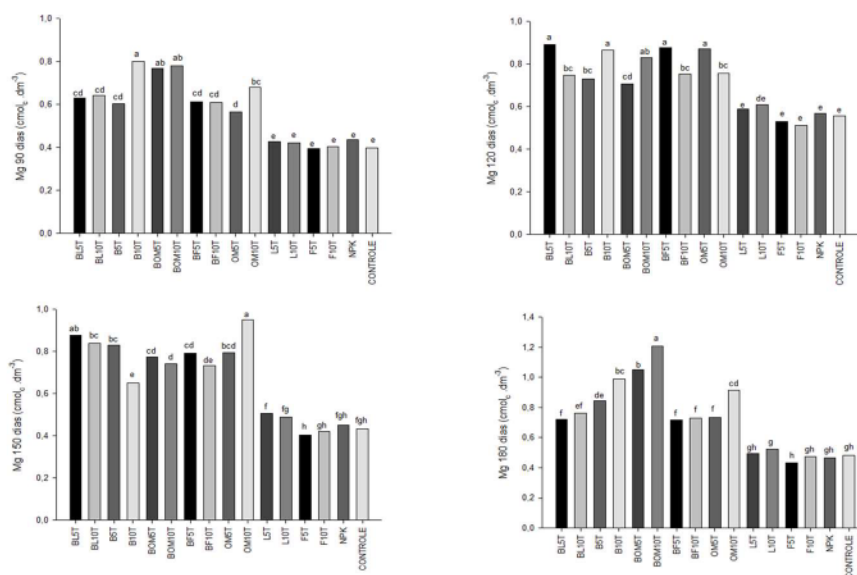 Mg 90 dias (cmolc .dm-3)
1,0
0,8
0,6
0,4
0,2
0,0
cd cd cd a ab ab cd cd d bc e e e e e e
BL5T BL10T B5T B10T BOM5T BOM10T BF5T BF10T OM5T OM10T L5T L10T F5T F10T NPK CONTROLE
Mg 120 dias (cmolc .dm-3)
1,0
0,8
0,6
0,4
0,2
0,0
a bc bc a cd ab a bc a bc e de e e e e
BL5T BL10T B5T B10T BOM5T BOM10T BF5T BF10T OM5T OM10T L5T L10T F5T F10T NPK CONTROLE
Mg 150 dias (cmolc .dm-3)
1,0
0,8
0,6
0,4
0,2
0,0
ab bc bc e cd d cd de bcd a f fg h gh fgh fgh
BL5T BL10T B5T B10T BOM5T BOM10T BF5T BF10T OM5T OM10T L5T L10T F5T F10T NPK CONTROLE
Mg 180 dias (cmolc .dm-3)
1,8
1,6
1,4
1,2
1,0
0,8
0,6
0,4
0,2
0,0
f ef de bc b a f f f cd gh g h gh gh gh
BL5T BL10T B5T B10T BOM5T BOM10T BF5T BF10T OM5T OM10T L5T L10T F5T F10T NPK CONTROLE